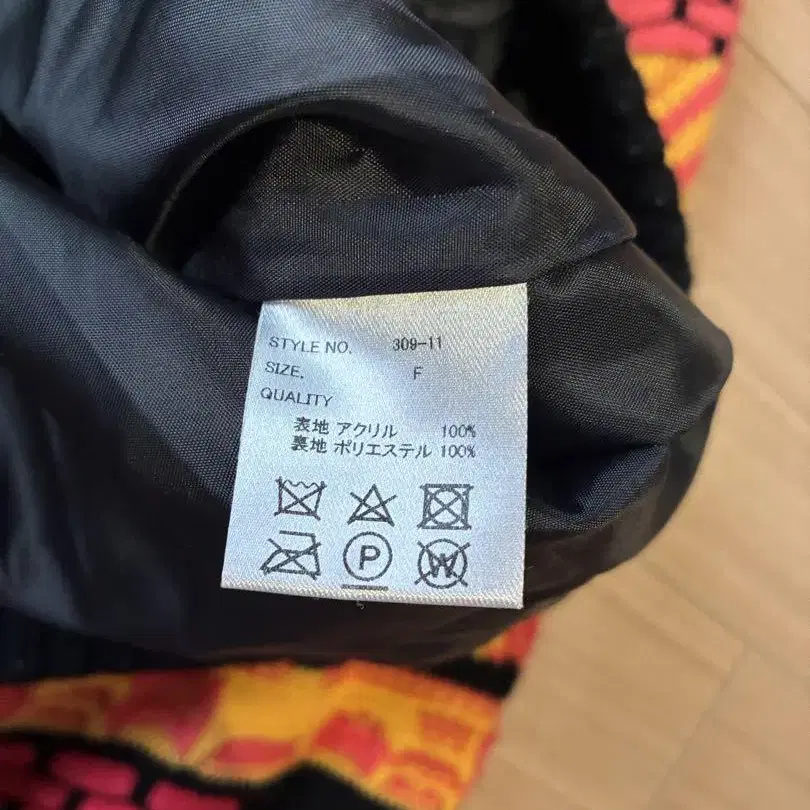 STYLE NO. 309-11
SIZE. F
QUALITY
表地 アクリル 100%
裏地 ポリエステル 100%
P
W